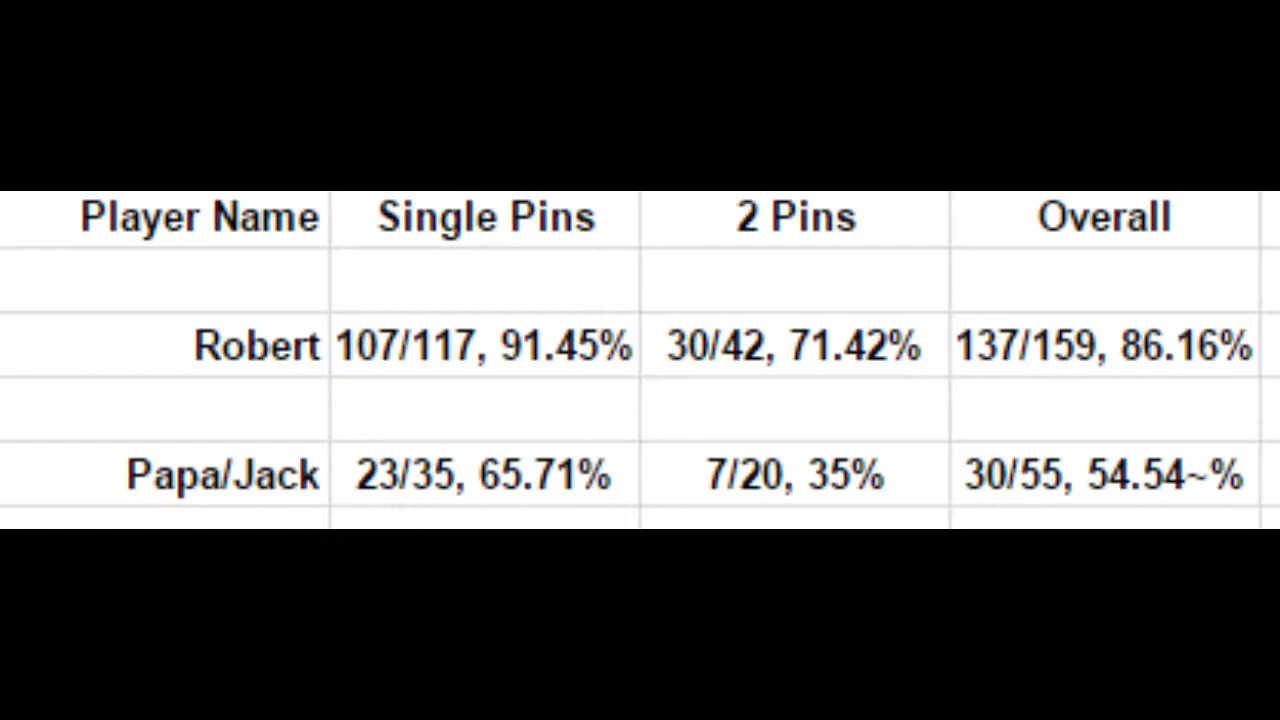 Player Name Single Pins 2 Pins Overall
Robert 107/117, 91.45% 30/42, 71.42% 137/159, 86.16%
Papa/Jack 23/35, 65.71% 7/20, 35% 30/55, 54.54~%